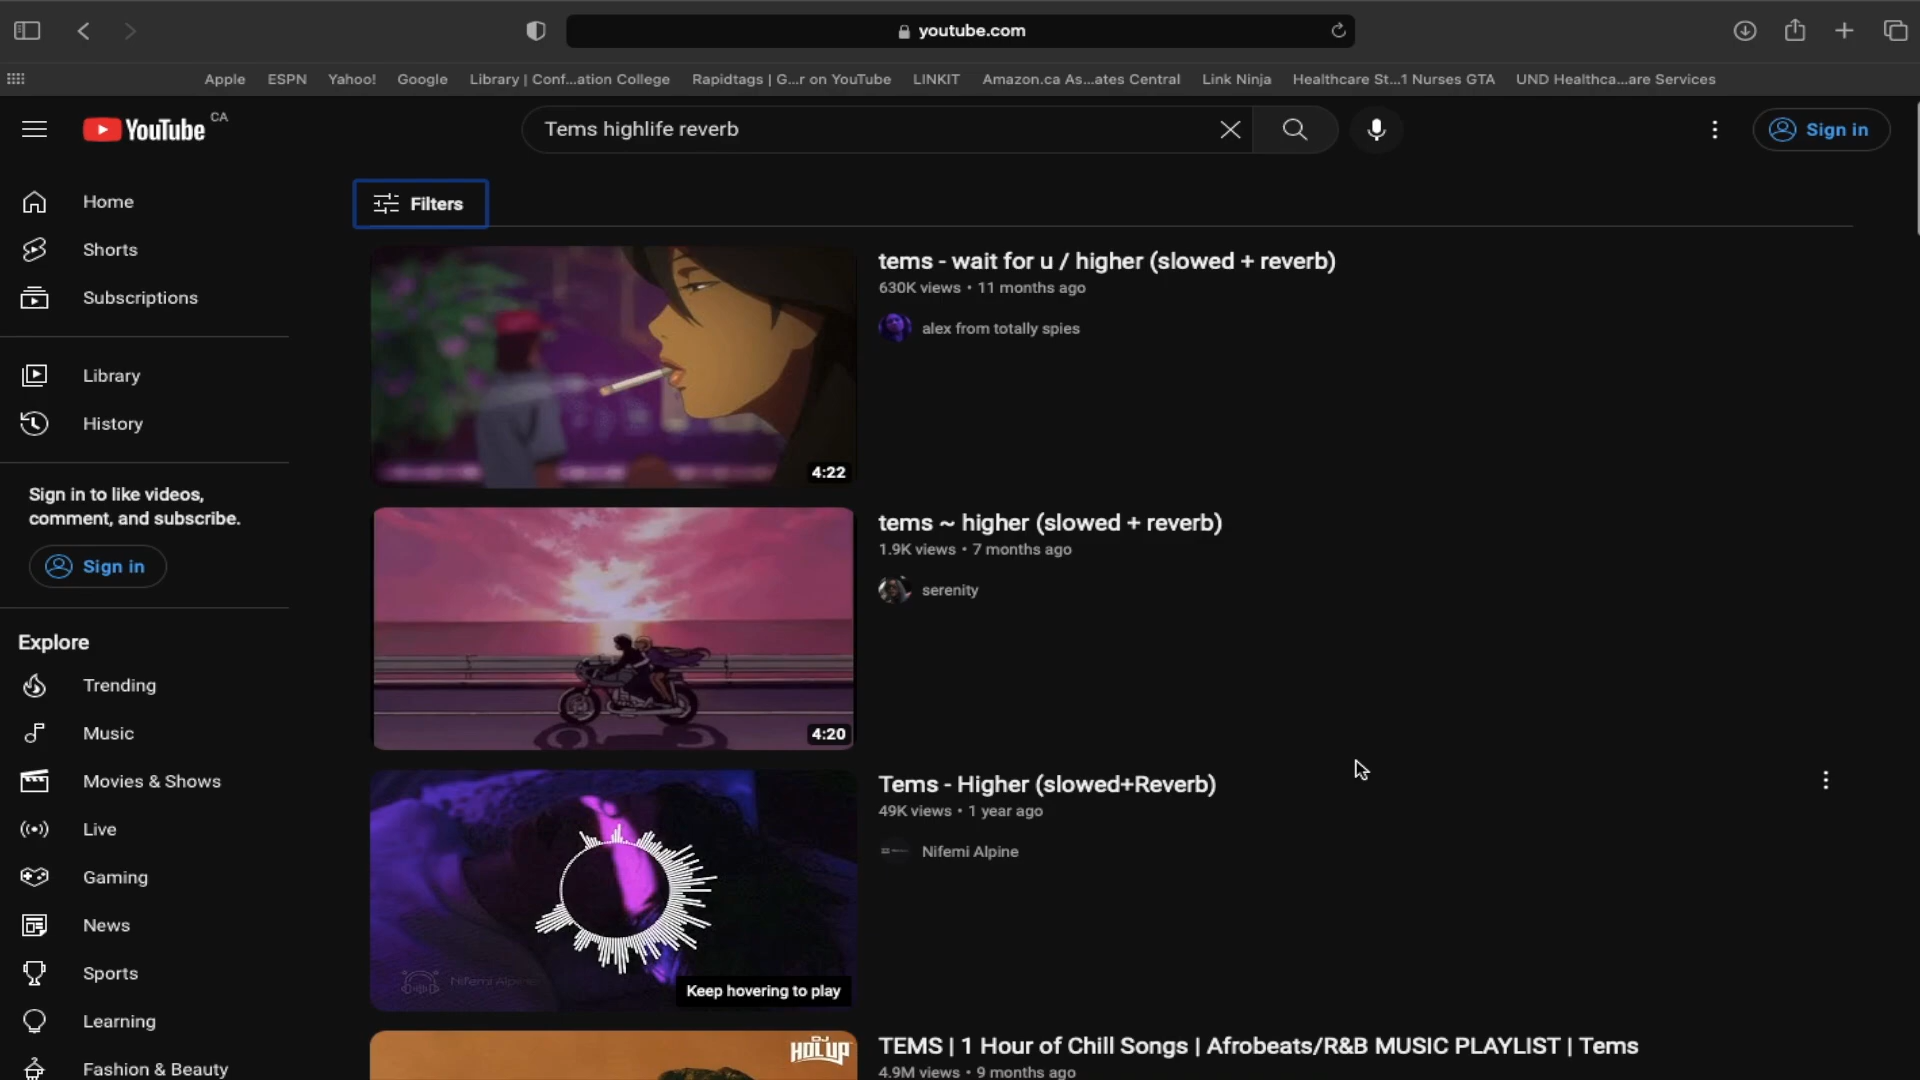 youtube.com
Apple
ESPN
Yahoo!
Google
Library | Conf...ation College
Rapidtags | G...r on YouTube
LINKIT
Amazon.ca As...ates Central
Link Ninja
Healthcare St...1 Nurses GTA
UND Healthca...are Services
YouTube CA
Tems highlife reverb
Sign in
Home
Shorts
Subscriptions
Library
History
Sign in to like videos,
comment, and subscribe.
Sign in
Explore
Trending
Music
Movies & Shows
Live
Gaming
News
Sports
Learning
Fashion & Beauty
Filters
4:22
tems - wait for u / higher (slowed + reverb)
630K views • 11 months ago
alex from totally spies
4:20
tems ~ higher (slowed + reverb)
1.9K views • 7 months ago
serenity
Nifemi Alpine
Keep hovering to play
Tems - Higher (slowed+Reverb)
49K views • 1 year ago
Nifemi Alpine
DJ
HOLUP
TEMS | 1 Hour of Chill Songs | Afrobeats/R&B MUSIC PLAYLIST | Tems
4.9M views • 9 months ago